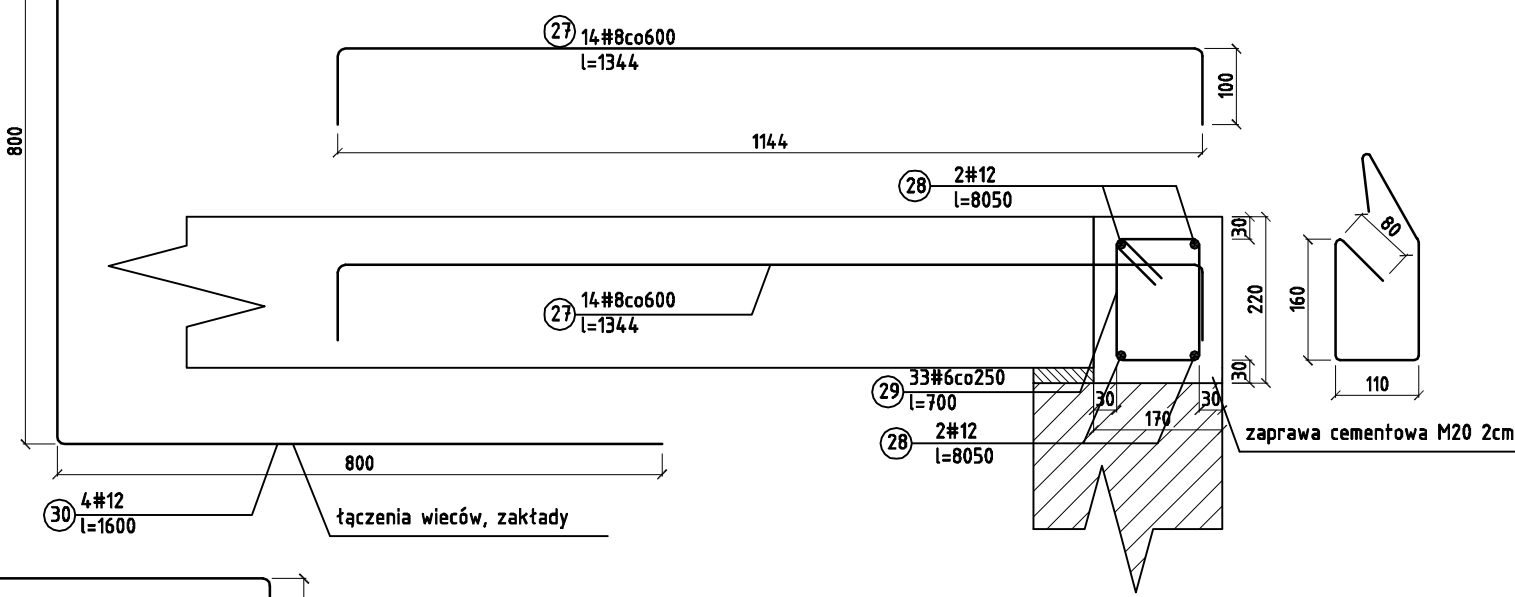 27 14#8co600
l=1344
100
800
1144
28 2#12
l=8050
30
80
220
160
27 14#8co600
l=1344
30
110
29 33#6co250
l=700
30
30
170
28 2#12
l=8050
zaprawa cementowa M20 2cm
800
30 4#12
l=1600
łączenia wieców, zakłady